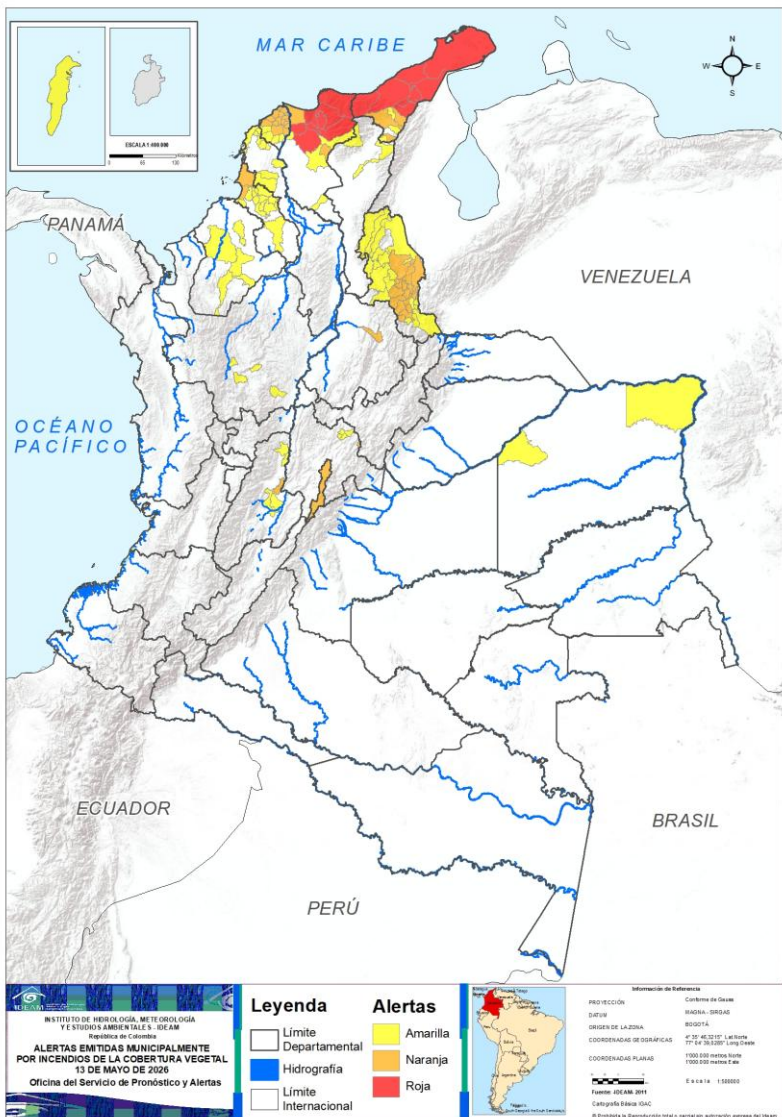 MAR CARIBE
N
W
E
S
ESCALA 1:400.000
PANAMÁ
VENEZUELA
OCÉANO
PACÍFICO
ECUADOR
BRASIL
PERÚ
IDEAM
INSTITUTO DE HIDROLOGÍA, METEOROLOGÍA
Y ESTUDIOS AMBIENTALES - IDEAM
República de Colombia
ALERTAS EMITIDAS MUNICIPALMENTE
POR INCENDIOS DE LA COBERTURA VEGETAL
13 DE MAYO DE 2026
Oficina del Servicio de Pronóstico y Alertas
Leyenda
Límite
Departamental
Hidrografía
Límite
Internacional
Alertas
Amarilla
Naranja
Roja
Información de Referencia
PROYECCIÓN
Conforme de Gauss
DATUM
MAGNA - SIRGAS
ORIGEN DE LA ZONA
BOGOTÁ
COORDENADAS GEOGRÁFICAS
COORDENADAS PLANAS
1'000.000 metros Norte
1'000.000 metros Este
Escala
Fuente: IDEAM. 2011
Cartografía Básica IGAC